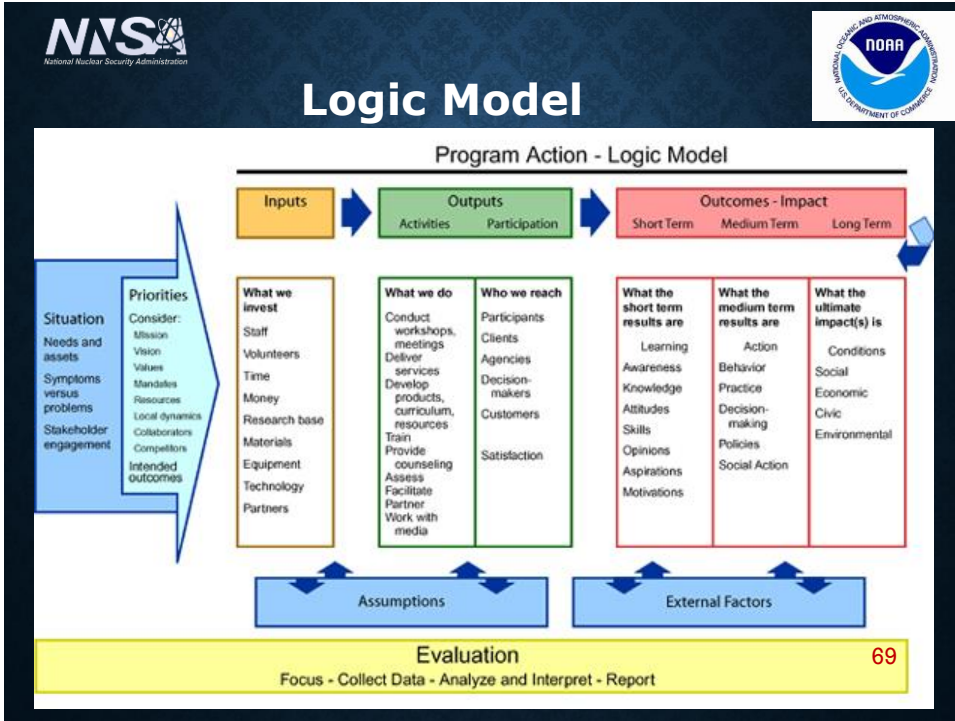 NNSA
National Nuclear Security Administration
NATIONAL OCEANIC AND ATMOSPHERIC ADMINISTRATION
NOAA
U.S. DEPARTMENT OF COMMERCE
Logic Model
Program Action - Logic Model
Inputs
Outputs
Activities
Participation
Outcomes - Impact
Short Term
Medium Term
Long Term
Situation
Needs and
assets
Symptoms
versus
problems
Stakeholder
engagement
Priorities
Consider:
Mission
Vision
Values
Mandates
Resources
Local dynamics
Collaborators
Competitors
Intended
outcomes
What we
invest
Staff
Volunteers
Time
Money
Research base
Materials
Equipment
Technology
Partners
What we do
Conduct
workshops,
meetings
Deliver
services
Develop
products,
curriculum,
resources
Train
Provide
counseling
Assess
Facilitate
Partner
Work with
media
Who we reach
Participants
Clients
Agencies
Decision-
makers
Customers
Satisfaction
What the
short term
results are
Learning
Awareness
Knowledge
Attitudes
Skills
Opinions
Aspirations
Motivations
What the
medium term
results are
Action
Behavior
Practice
Decision-
making
Policies
Social Action
What the
ultimate
impact(s) is
Conditions
Social
Economic
Civic
Environmental
Assumptions
External Factors
Evaluation
Focus - Collect Data - Analyze and Interpret - Report
69